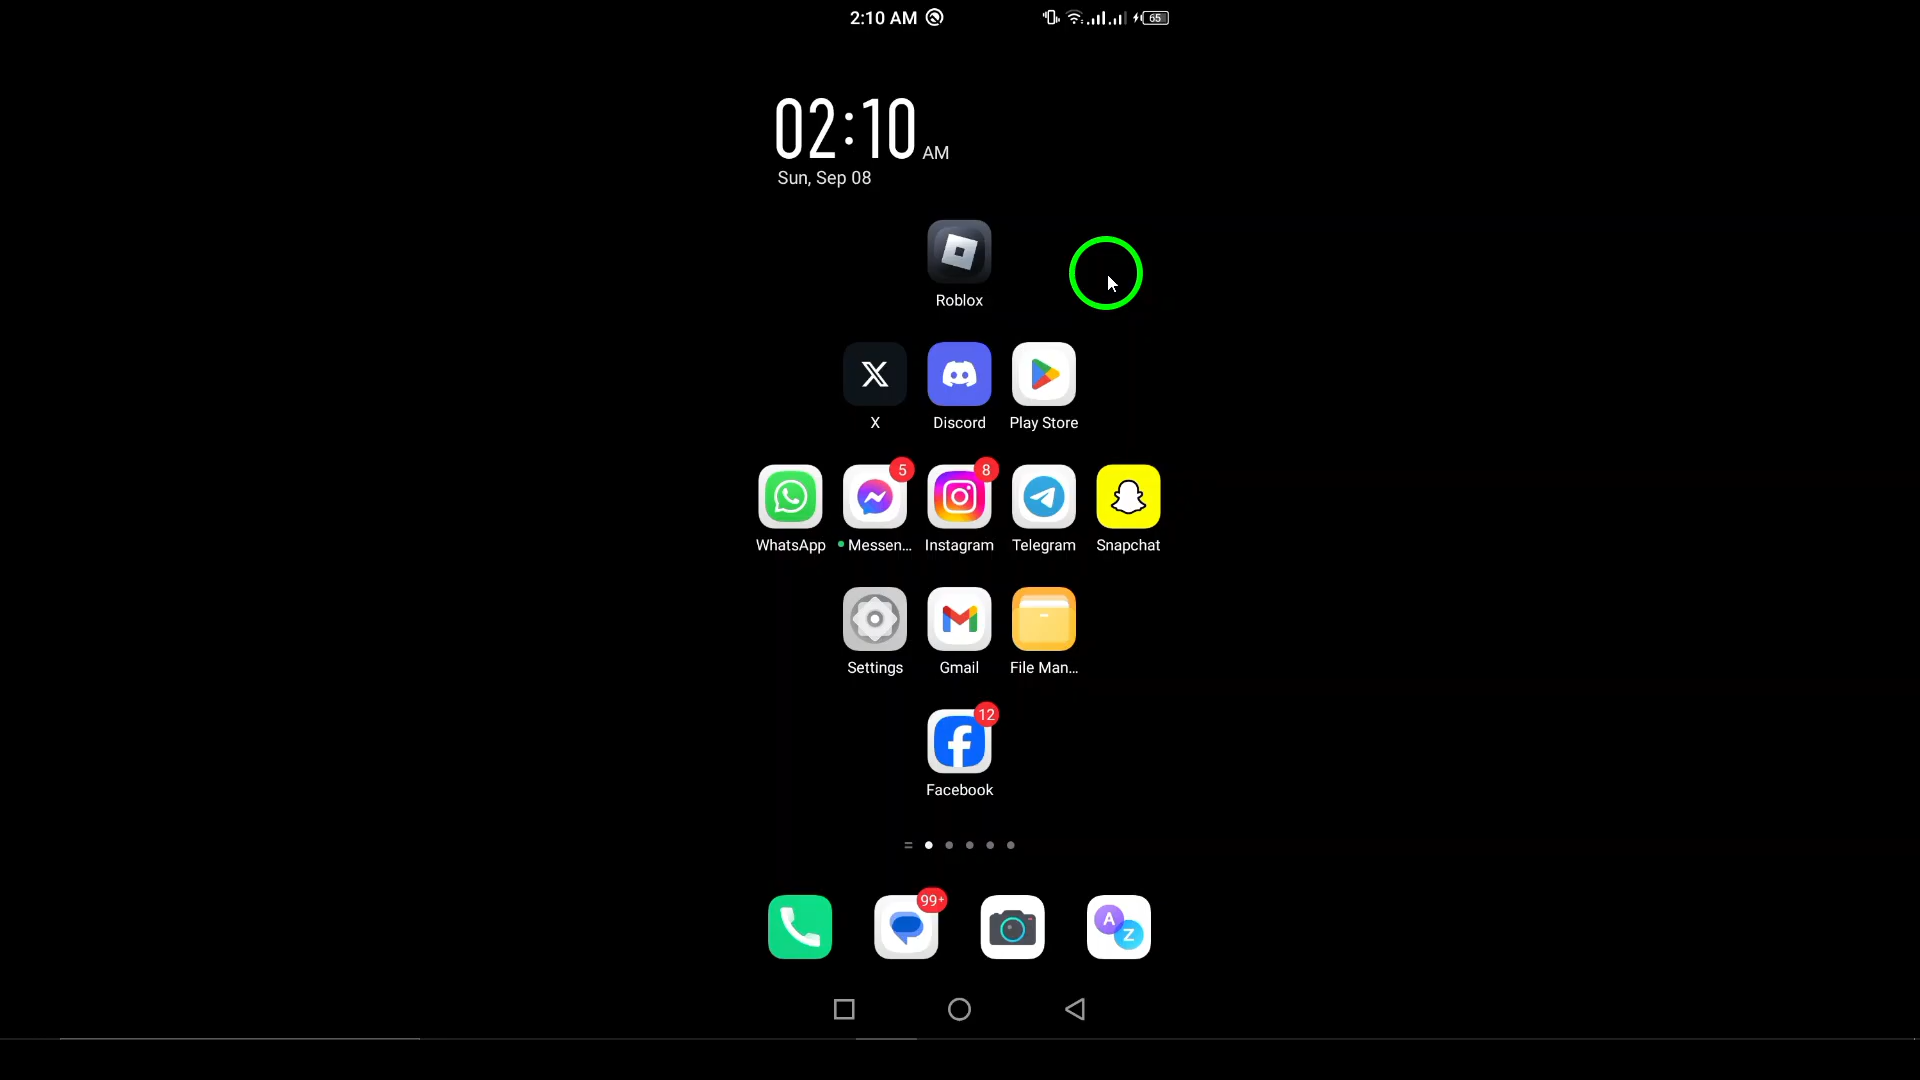 2:10 AM
65
02:10 AM
Sun, Sep 08
Roblox
X
Discord
Play Store
5
8
WhatsApp
Messen...
Instagram
Telegram
Snapchat
Settings
Gmail
File Man...
12
Facebook
99+
A
Z